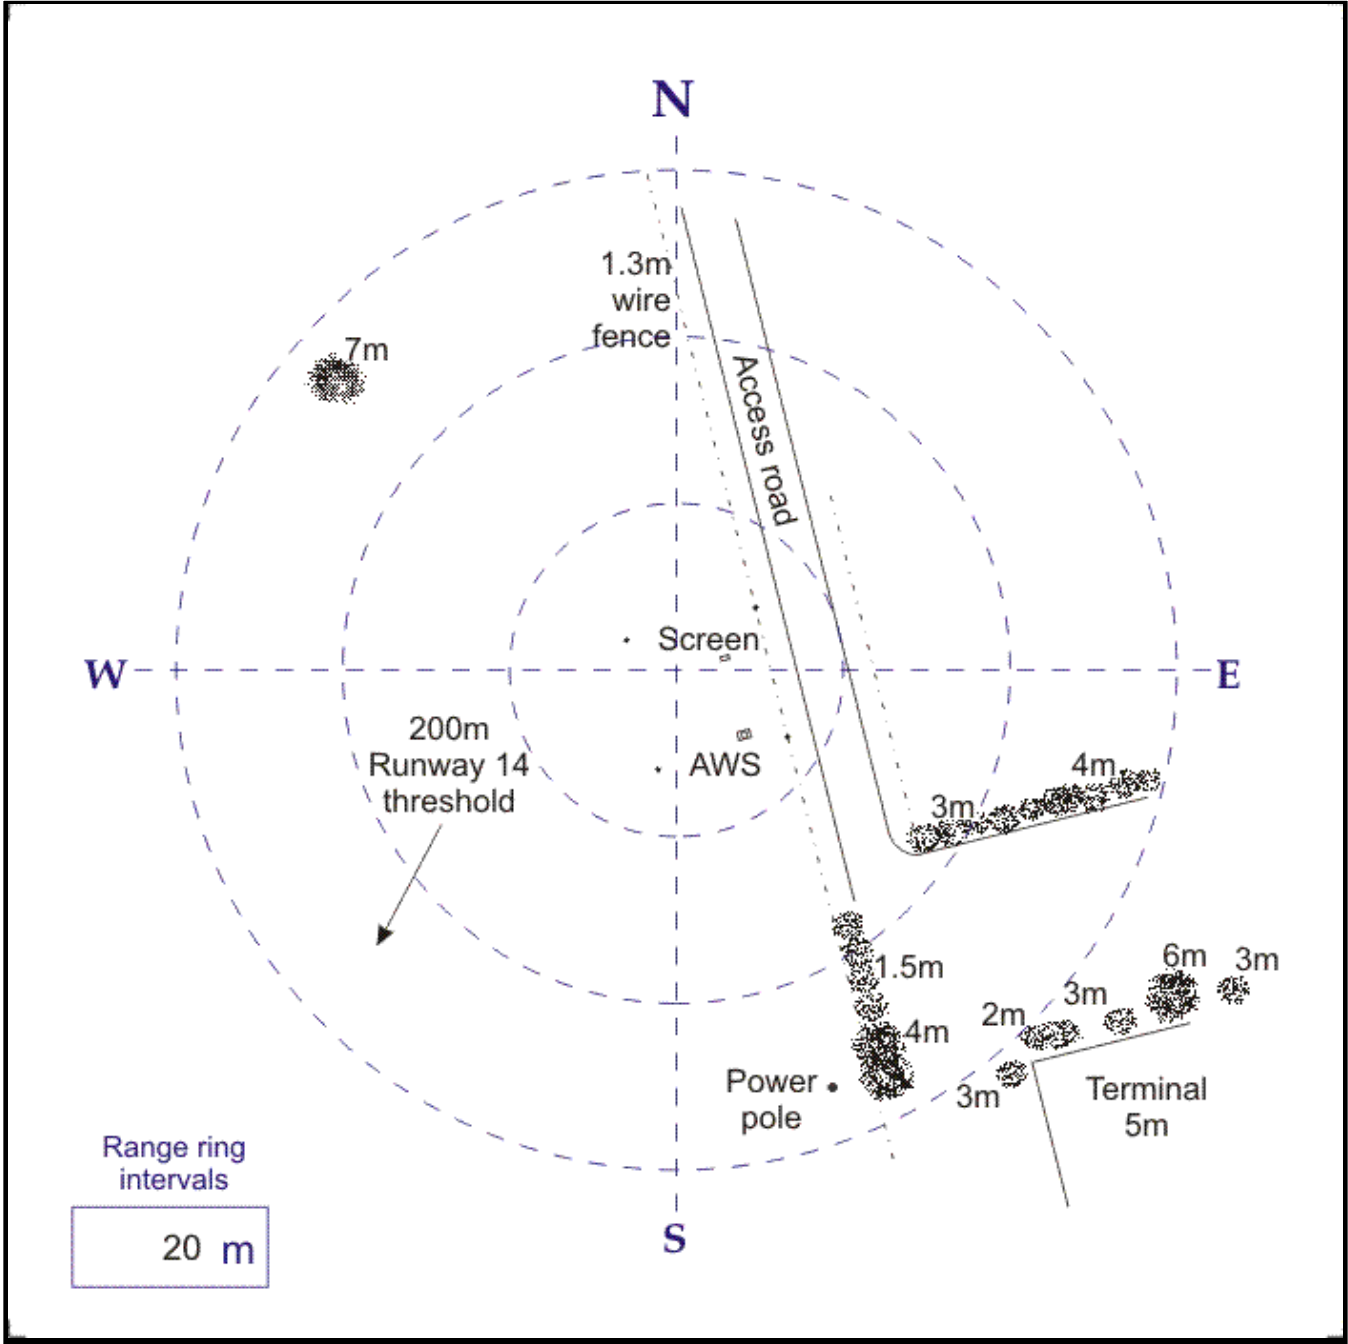 N
1.3m
wire
fence
7m
Access road
Screen
W
E
200m
Runway 14
threshold
AWS
4m
3m
1.5m
6m
3m
3m
2m
4m
Power
pole
3m
Terminal
5m
Range ring
intervals
20 m
S